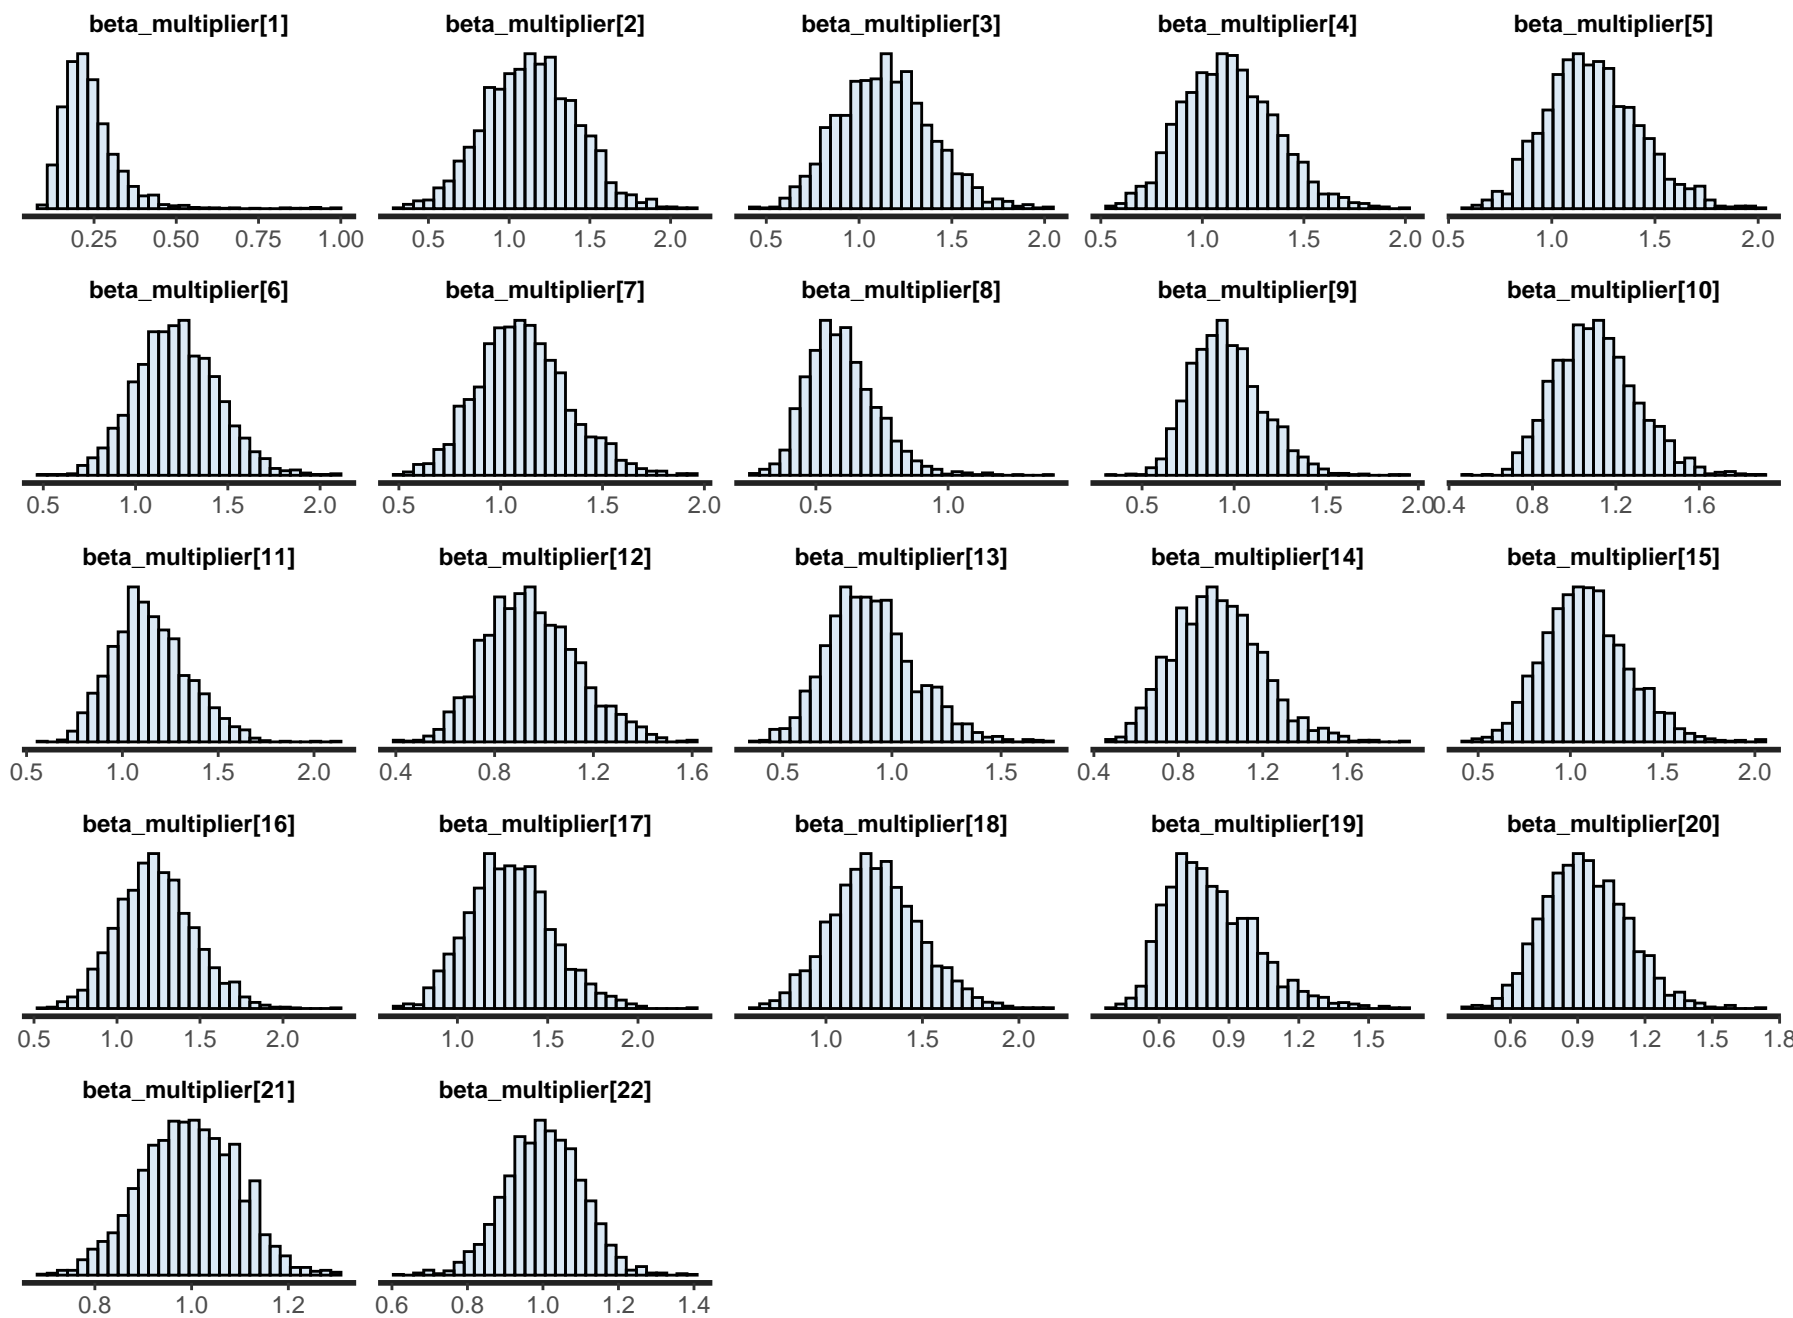 beta_multiplier[1] beta_multiplier[2] beta_multiplier[3] beta_multiplier[4] beta_multiplier[5]
0.25 0.50 0.75 1.00 0.5 1.0 1.5 2.0 0.5 1.0 1.5 2.0 0.5 1.0 1.5 2.0 0.5 1.0 1.5 2.0
beta_multiplier[6] beta_multiplier[7] beta_multiplier[8] beta_multiplier[9] beta_multiplier[10]
0.5 1.0 1.5 2.0 0.5 1.0 1.5 2.0 0.5 1.0 0.5 1.0 1.5 2.0 0.4 0.8 1.2 1.6
beta_multiplier[11] beta_multiplier[12] beta_multiplier[13] beta_multiplier[14] beta_multiplier[15]
0.5 1.0 1.5 2.0 0.4 0.8 1.2 1.6 0.5 1.0 1.5 0.4 0.8 1.2 1.6 0.5 1.0 1.5 2.0
beta_multiplier[16] beta_multiplier[17] beta_multiplier[18] beta_multiplier[19] beta_multiplier[20]
0.5 1.0 1.5 2.0 1.0 1.5 2.0 1.0 1.5 2.0 0.6 0.9 1.2 1.5 0.6 0.9 1.2 1.5 1.8
beta_multiplier[21] beta_multiplier[22]
0.8 1.0 1.2 0.6 0.8 1.0 1.2 1.4